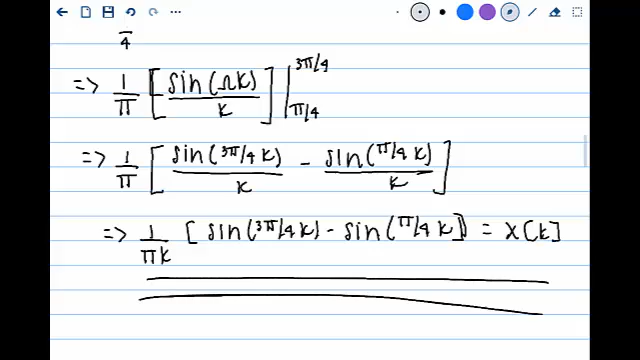 4
=> 1/π [ sin(Ωk)/k ] | 3π/4 π/4
=> 1/π [ sin(3π/4 k)/k - sin(π/4 k)/k ]
=> 1/πk [ sin(3π/4 k) - sin(π/4 k) ] = x[k]